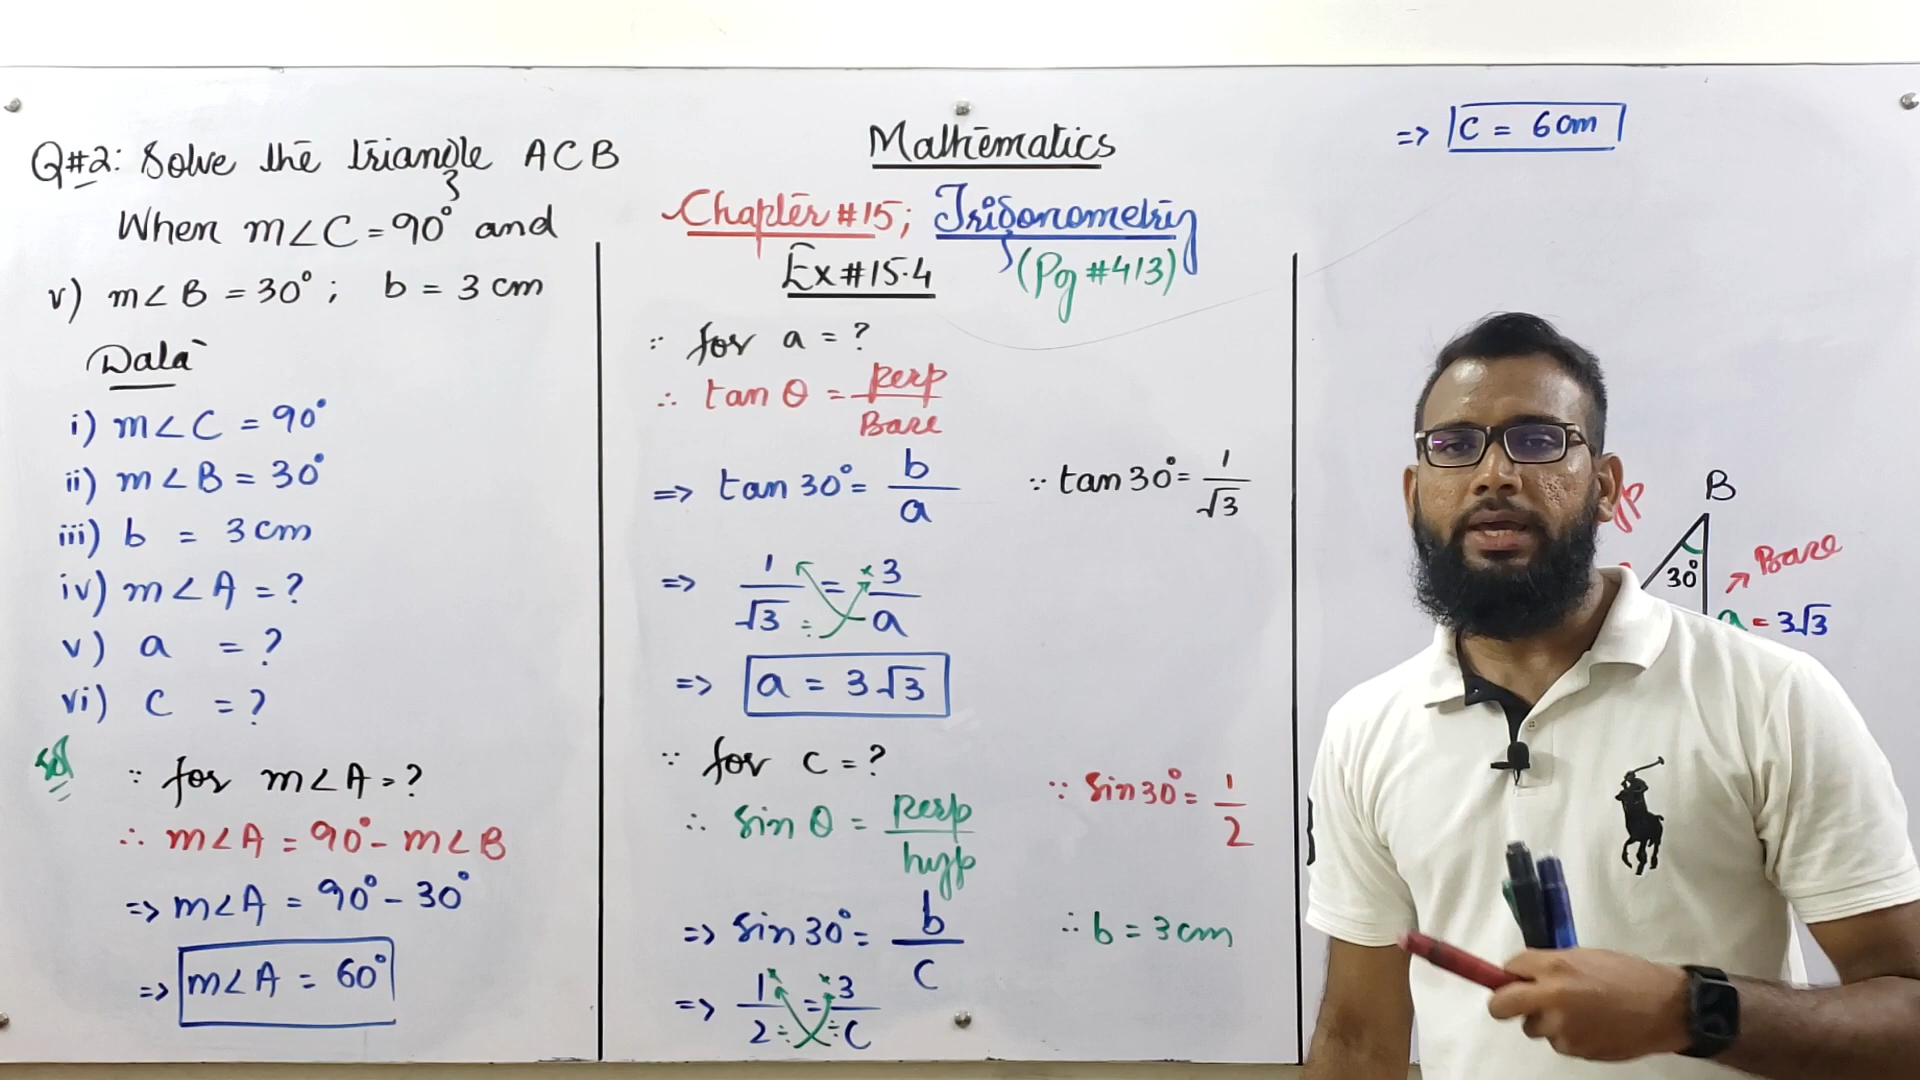 Q#2: Solve the triangle ACB
When m∠C = 90° and
v) m∠B = 30° ; b = 3 cm
Data
i) m∠C = 90°
ii) m∠B = 30°
iii) b = 3 cm
iv) m∠A = ?
v) a = ?
vi) c = ?
Sol
∵ for m∠A = ?
∴ m∠A = 90° - m∠B
=> m∠A = 90° - 30°
=> m∠A = 60°
Mathematics
Chapter #15; Trigonometry
Ex#15.4 (Pg #413)
∵ for a = ?
∴ tan θ = Perp / Base
=> tan 30° = b / a ∵ tan 30° = 1 / √3
=> 1 / √3 = 3 / a
=> a = 3√3
∵ for c = ?
∴ sin θ = Perp / hyp ∵ sin 30° = 1 / 2
=> sin 30° = b / c ∴ b = 3 cm
=> 1 / 2 = 3 / c
=> c = 6 cm
B
Base
30°
a = 3√3